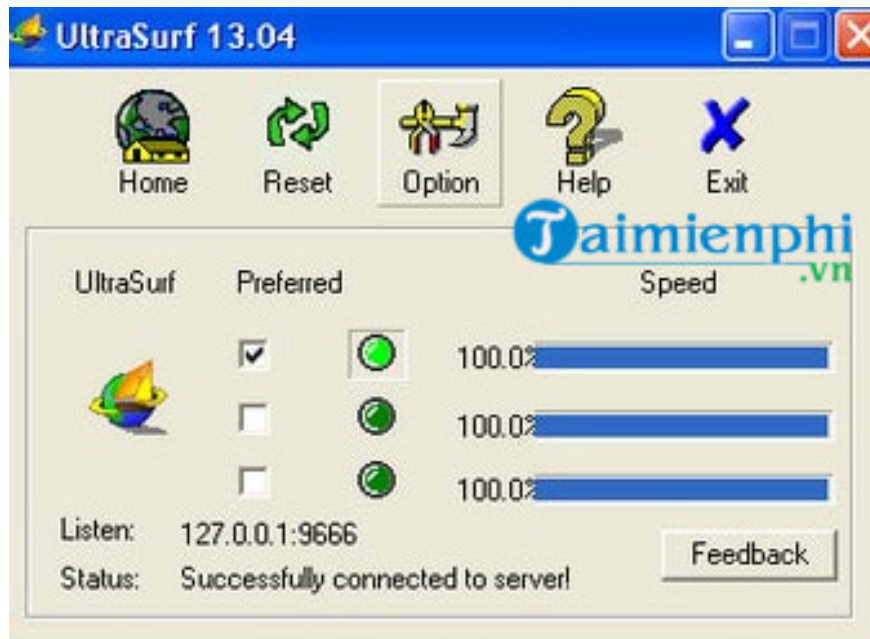 UltraSurf 13.04
Home Reset Option Help Exit
Taimienphi
.vn
UltraSurf Preferred Speed
100.0%
100.0%
100.0%
Listen: 127.0.0.1:9666
Feedback
Status: Successfully connected to server!